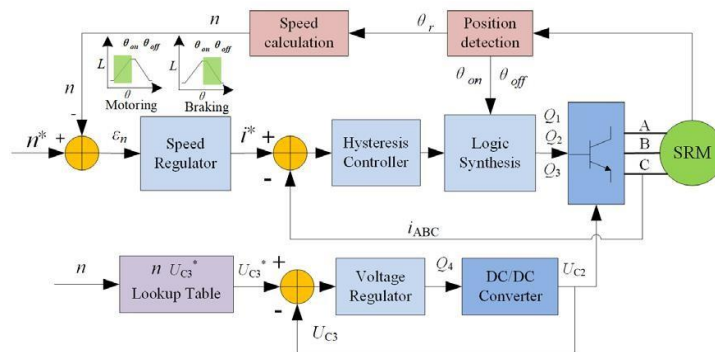 n
Speed
calculation
θr
Position
detection
θon θoff
θon θoff
L
L
θ
θ
Motoring
Braking
n
-
θon
θoff
n*
+
εn
Speed
Regulator
i*
+
-
Hysteresis
Controller
Logic
Synthesis
Q1
Q2
Q3
A
B
C
SRM
iABC
n
n UC3*
Lookup Table
UC3*
+
-
Voltage
Regulator
Q4
DC/DC
Converter
UC2
UC3